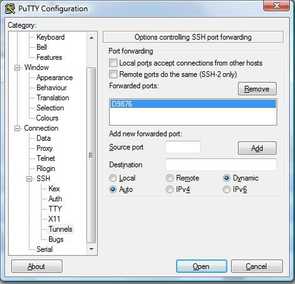 PuTTY Configuration
Category:
Keyboard
Bell
Features
Window
Appearance
Behaviour
Translation
Selection
Colours
Connection
Data
Proxy
Telnet
Rlogin
SSH
Kex
Auth
TTY
X11
Tunnels
Bugs
Serial
Options controlling SSH port forwarding
Port forwarding
Local ports accept connections from other hosts
Remote ports do the same (SSH-2 only)
Forwarded ports:
Remove
D9876
Add new forwarded port:
Source port
Add
Destination
Local Remote Dynamic
Auto IPv4 IPv6
About
Open
Cancel